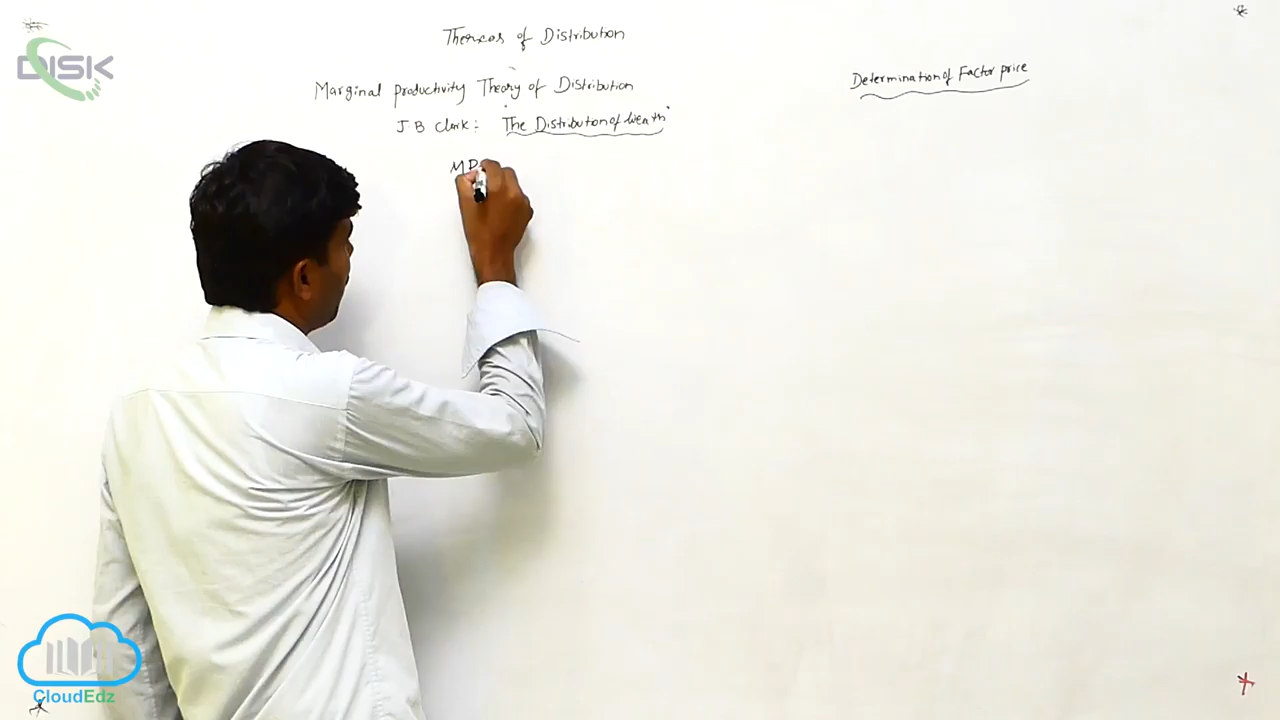 DISK
Theories of Distribution
Determination of Factor price
Marginal productivity Theory of Distribution
J B Clark: "The Distribution of Wealth"
MP
CloudEdz